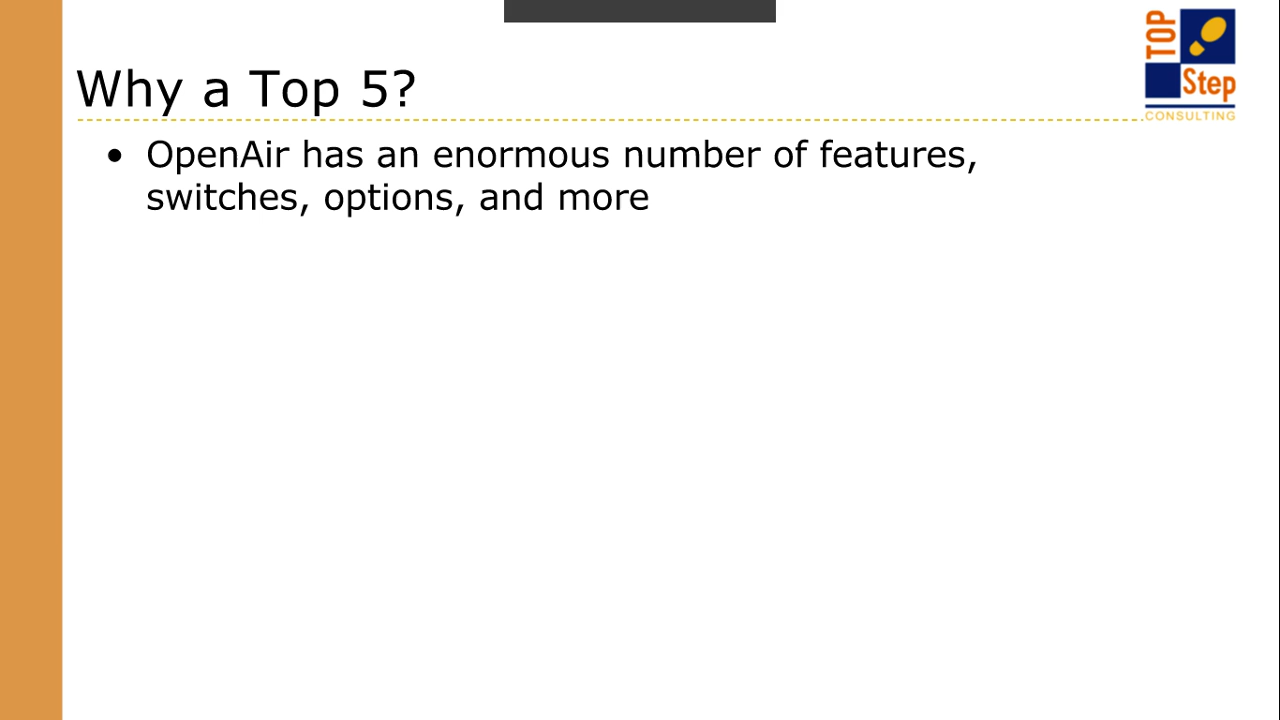 TOP
Step
CONSULTING
Why a Top 5?
• OpenAir has an enormous number of features,
switches, options, and more